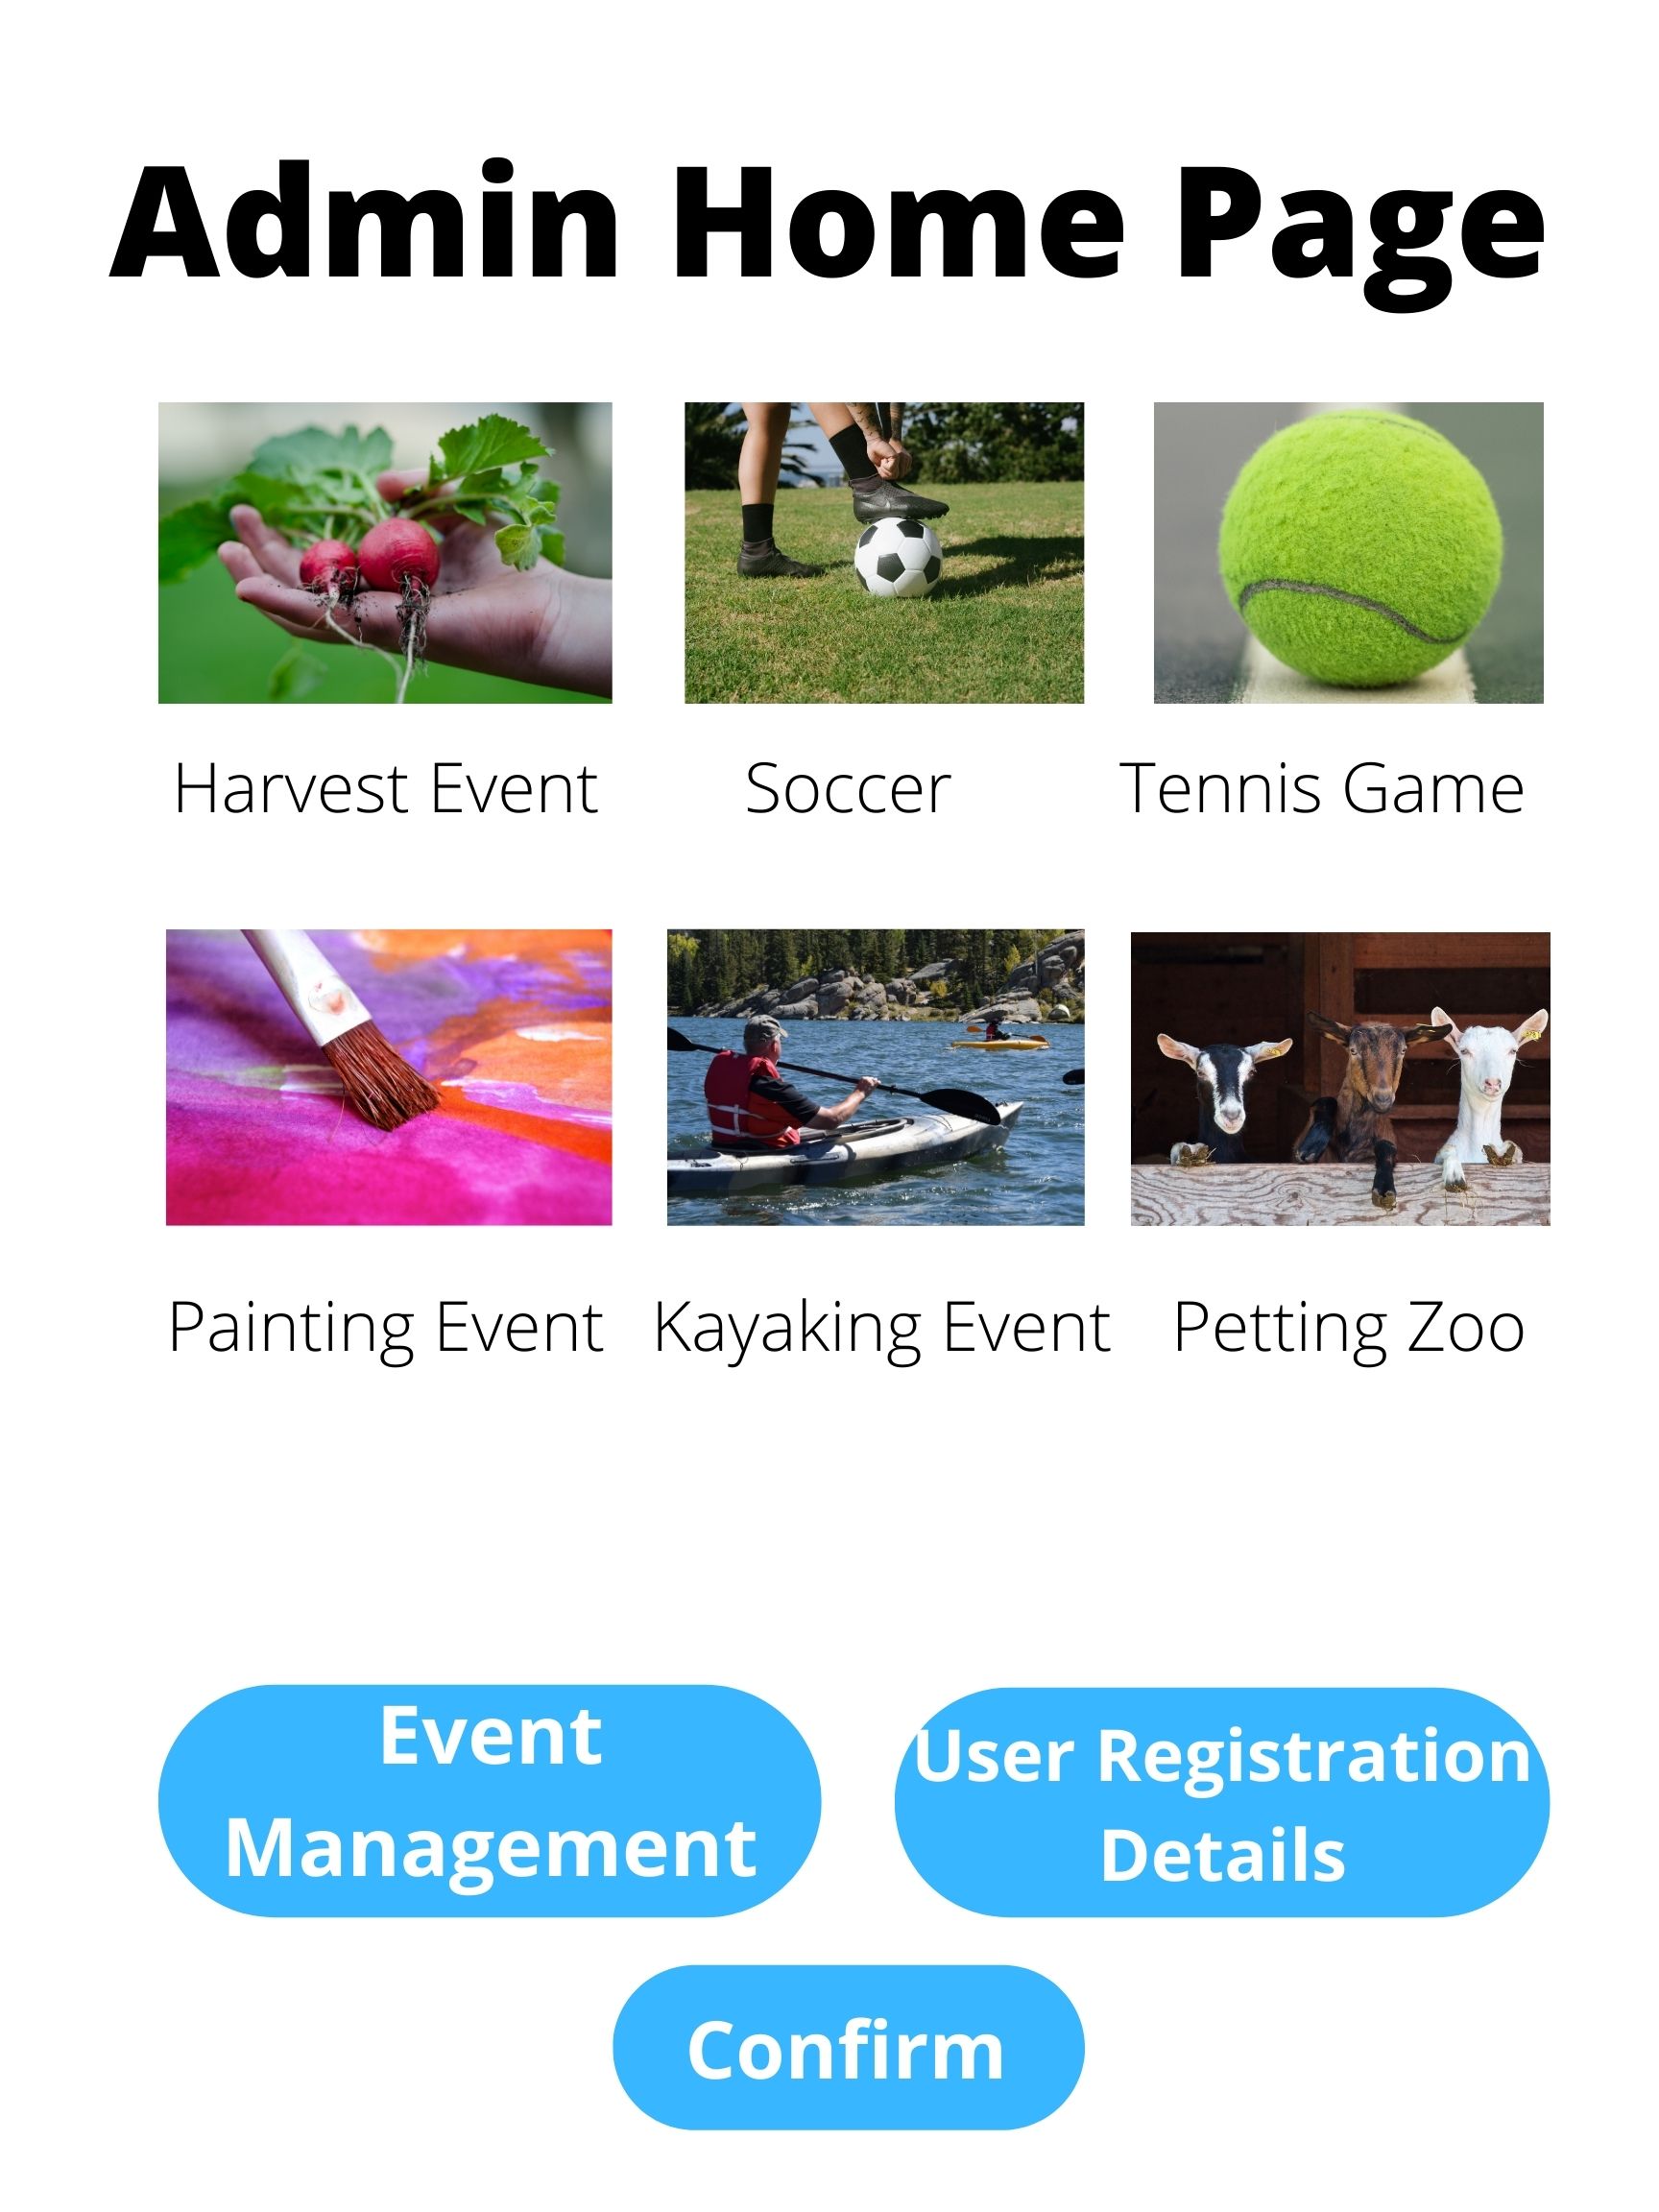 Admin Home Page
Harvest Event
Soccer
Tennis Game
Painting Event
Kayaking Event
Petting Zoo
Event
Management
User Registration
Details
Confirm